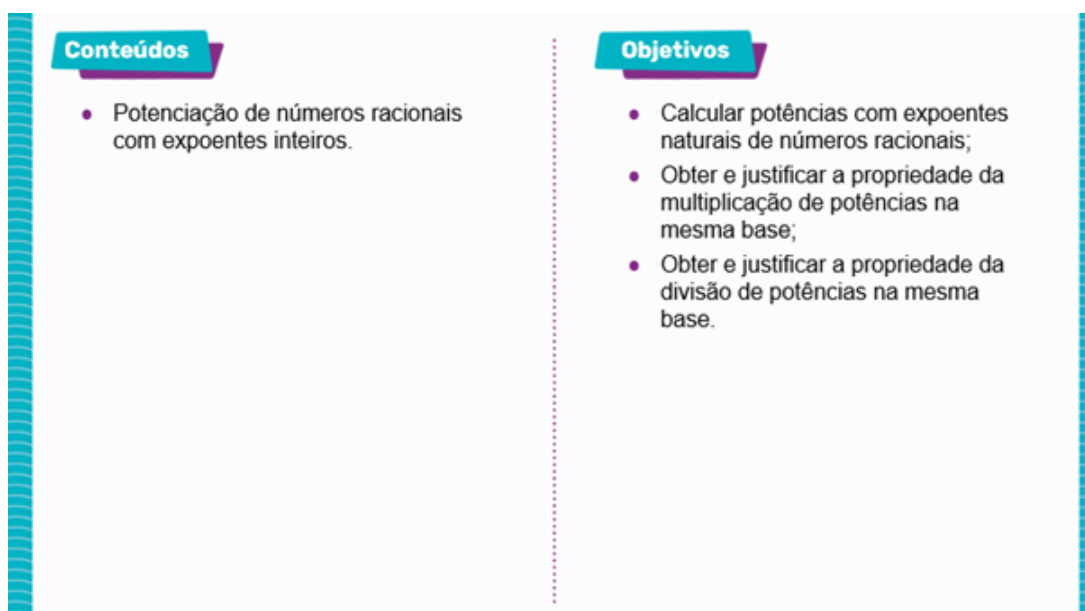 Conteúdos
• Potenciação de números racionais
com expoentes inteiros.
Objetivos
• Calcular potências com expoentes
naturais de números racionais;
• Obter e justificar a propriedade da
multiplicação de potências na
mesma base;
• Obter e justificar a propriedade da
divisão de potências na mesma
base.